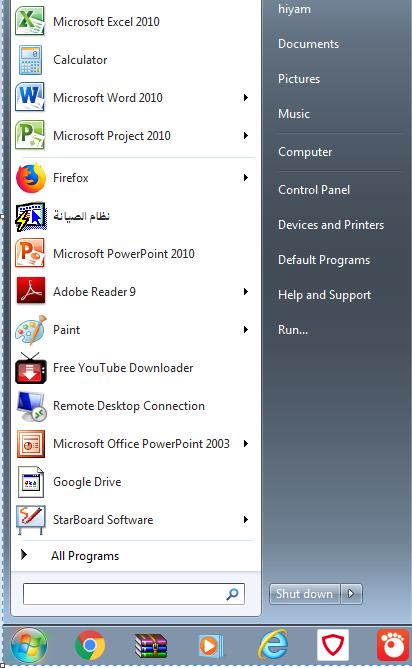 Microsoft Excel 2010
Calculator
Microsoft Word 2010
Microsoft Project 2010
Firefox
نظام الصيانة
Microsoft PowerPoint 2010
Adobe Reader 9
Paint
Free YouTube Downloader
Remote Desktop Connection
Microsoft Office PowerPoint 2003
Google Drive
StarBoard Software
All Programs
hiyam
Documents
Pictures
Music
Computer
Control Panel
Devices and Printers
Default Programs
Help and Support
Run...
Shut down